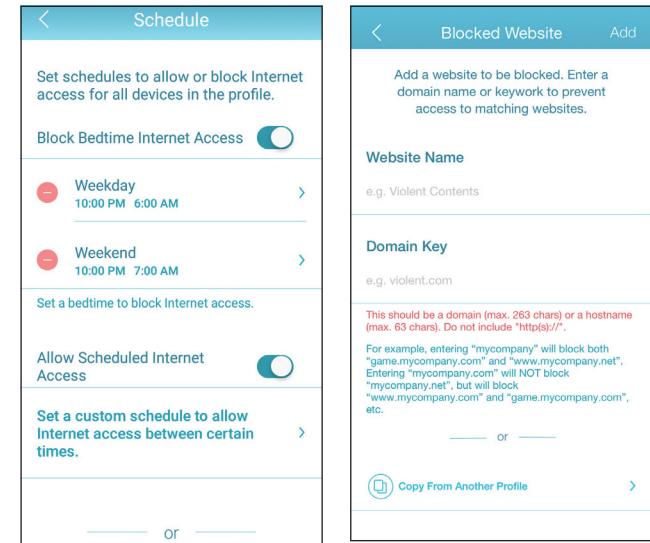 Schedule
Set schedules to allow or block Internet
access for all devices in the profile.
Block Bedtime Internet Access
Weekday
10:00 PM 6:00 AM
Weekend
10:00 PM 7:00 AM
Set a bedtime to block Internet access.
Allow Scheduled Internet
Access
Set a custom schedule to allow
Internet access between certain
times.
or
Blocked Website
Add
Add a website to be blocked. Enter a
domain name or keywork to prevent
access to matching websites.
Website Name
e.g. Violent Contents
Domain Key
e.g. violent.com
This should be a domain (max. 263 chars) or a hostname
(max. 63 chars). Do not include "http(s)://".
For example, entering “mycompany” will block both
“game.mycompany.com” and “www.mycompany.net”.
Entering “mycompany.com” will NOT block
“mycompany.net”, but will block
“www.mycompany.com” and “game.mycompany.com”,
etc.
or
Copy From Another Profile